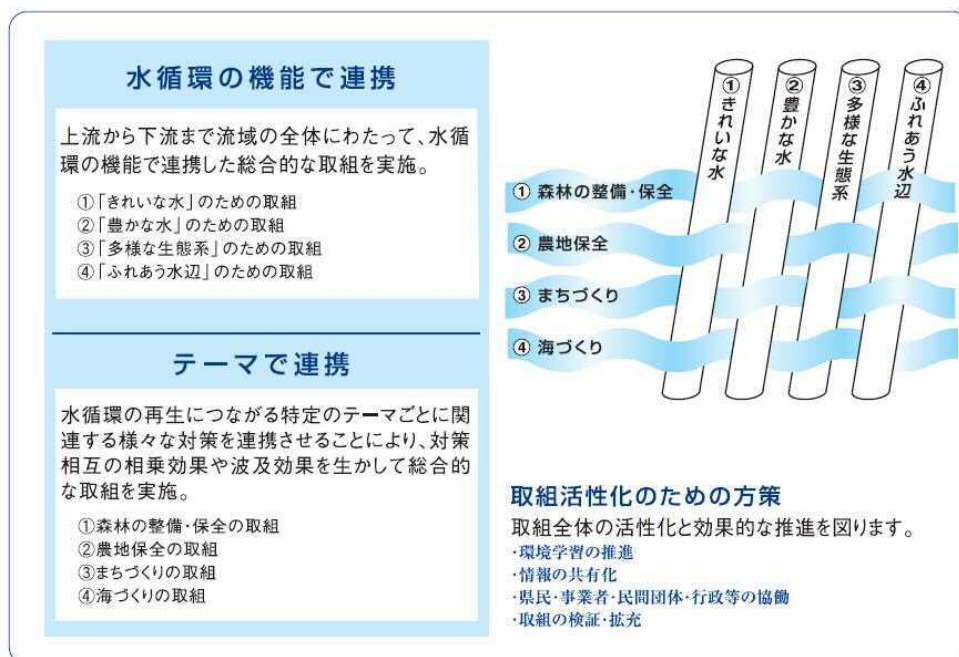 水循環の機能で連携
上流から下流まで流域の全体にわたって、水循
環の機能で連携した総合的な取組を実施。
①「きれいな水」のための取組
②「豊かな水」のための取組
③「多様な生態系」のための取組
④「ふれあう水辺」のための取組
テーマで連携
水循環の再生につながる特定のテーマごとに関
連する様々な対策を連携させることにより、対策
相互の相乗効果や波及効果を生かして総合的
な取組を実施。
①森林の整備・保全の取組
②農地保全の取組
③まちづくりの取組
④海づくりの取組
①きれいな水
②豊かな水
③多様な生態系
④ふれあう水辺
① 森林の整備・保全
② 農地保全
③ まちづくり
④ 海づくり
取組活性化のための方策
取組全体の活性化と効果的な推進を図ります。
・環境学習の推進
・情報の共有化
・県民・事業者・民間団体・行政等の協働
・取組の検証・拡充